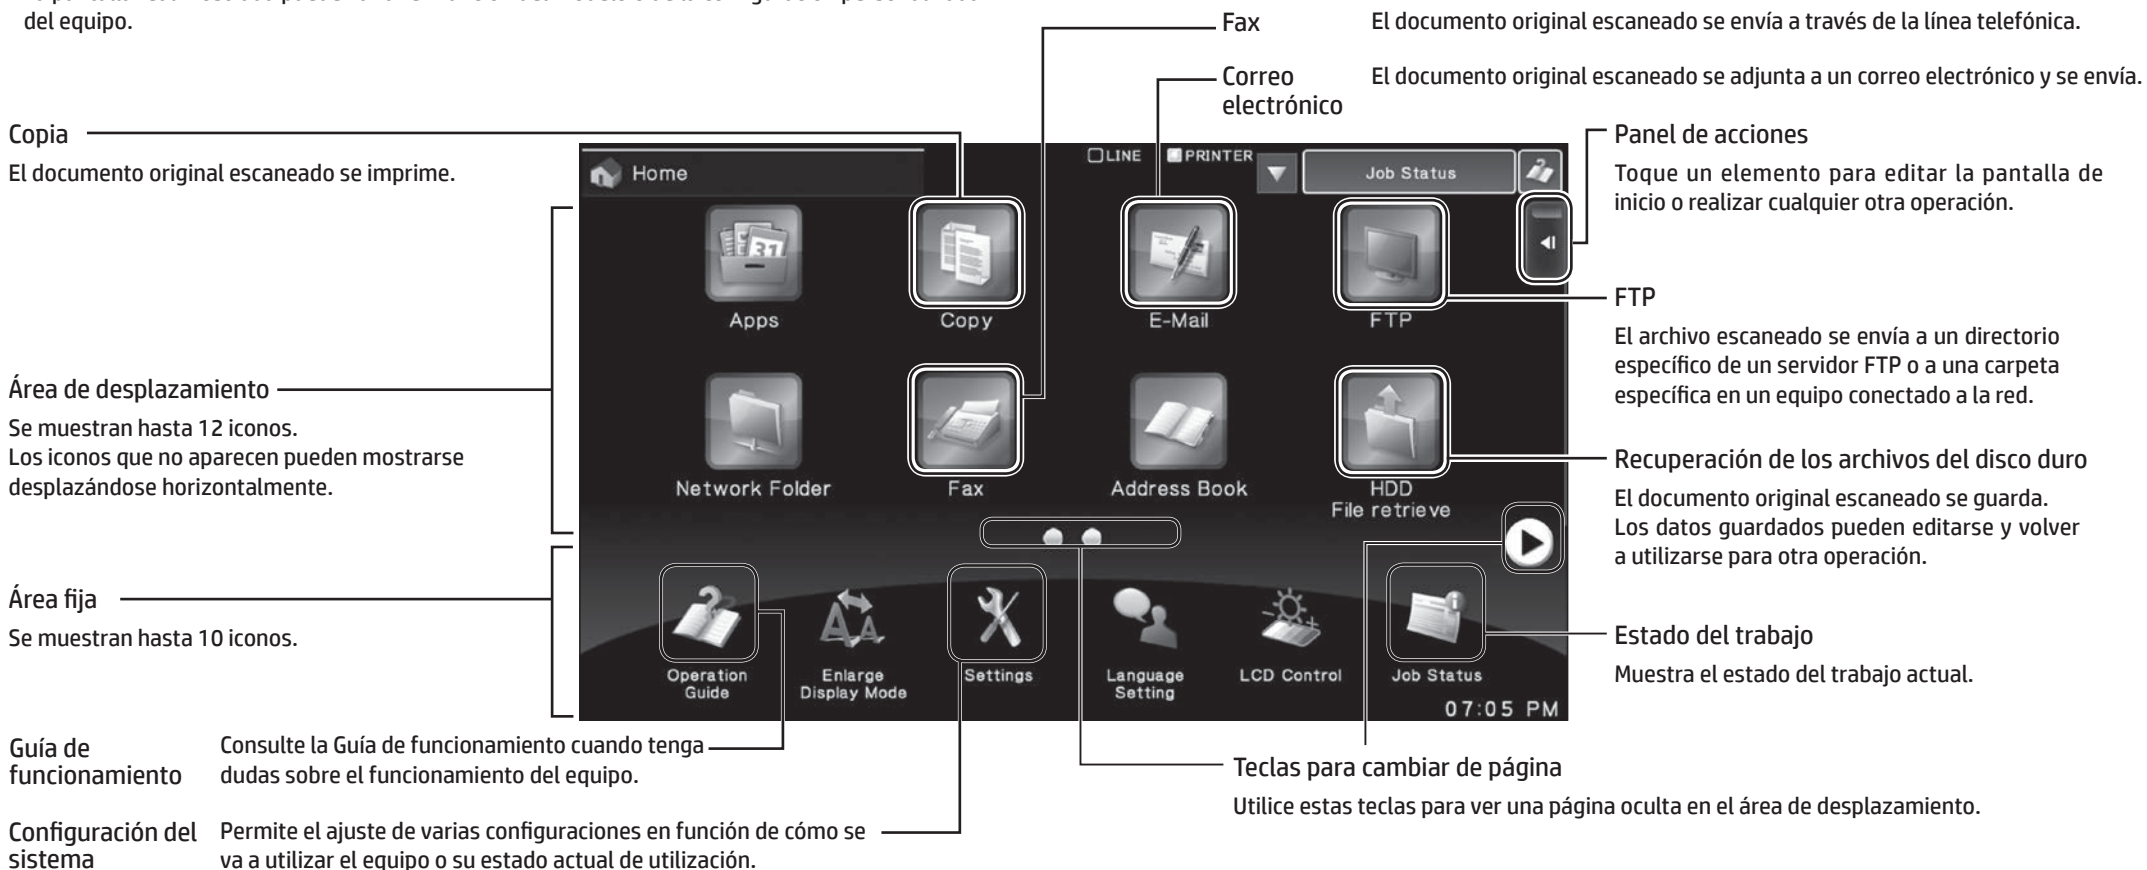 del equipo.
Fax
El documento original escaneado se envía a través de la línea telefónica.
Correo
electrónico
El documento original escaneado se adjunta a un correo electrónico y se envía.
Copia
El documento original escaneado se imprime.
Panel de acciones
Toque un elemento para editar la pantalla de
inicio o realizar cualquier otra operación.
Home
LINE
PRINTER
Job Status
31
Apps
Copy
E-Mail
FTP
FTP
El archivo escaneado se envía a un directorio
específico de un servidor FTP o a una carpeta
específica en un equipo conectado a la red.
Área de desplazamiento
Se muestran hasta 12 iconos.
Los iconos que no aparecen pueden mostrarse
desplazándose horizontalmente.
Network Folder
Fax
Address Book
HDD
File retrieve
Recuperación de los archivos del disco duro
El documento original escaneado se guarda.
Los datos guardados pueden editarse y volver
a utilizarse para otra operación.
Área fija
Se muestran hasta 10 iconos.
Operation
Guide
Enlarge
Display Mode
Settings
Language
Setting
LCD Control
Job Status
07:05 PM
Estado del trabajo
Muestra el estado del trabajo actual.
Guía de
funcionamiento
Consulte la Guía de funcionamiento cuando tenga
dudas sobre el funcionamiento del equipo.
Teclas para cambiar de página
Utilice estas teclas para ver una página oculta en el área de desplazamiento.
Configuración del
sistema
Permite el ajuste de varias configuraciones en función de cómo se
va a utilizar el equipo o su estado actual de utilización.